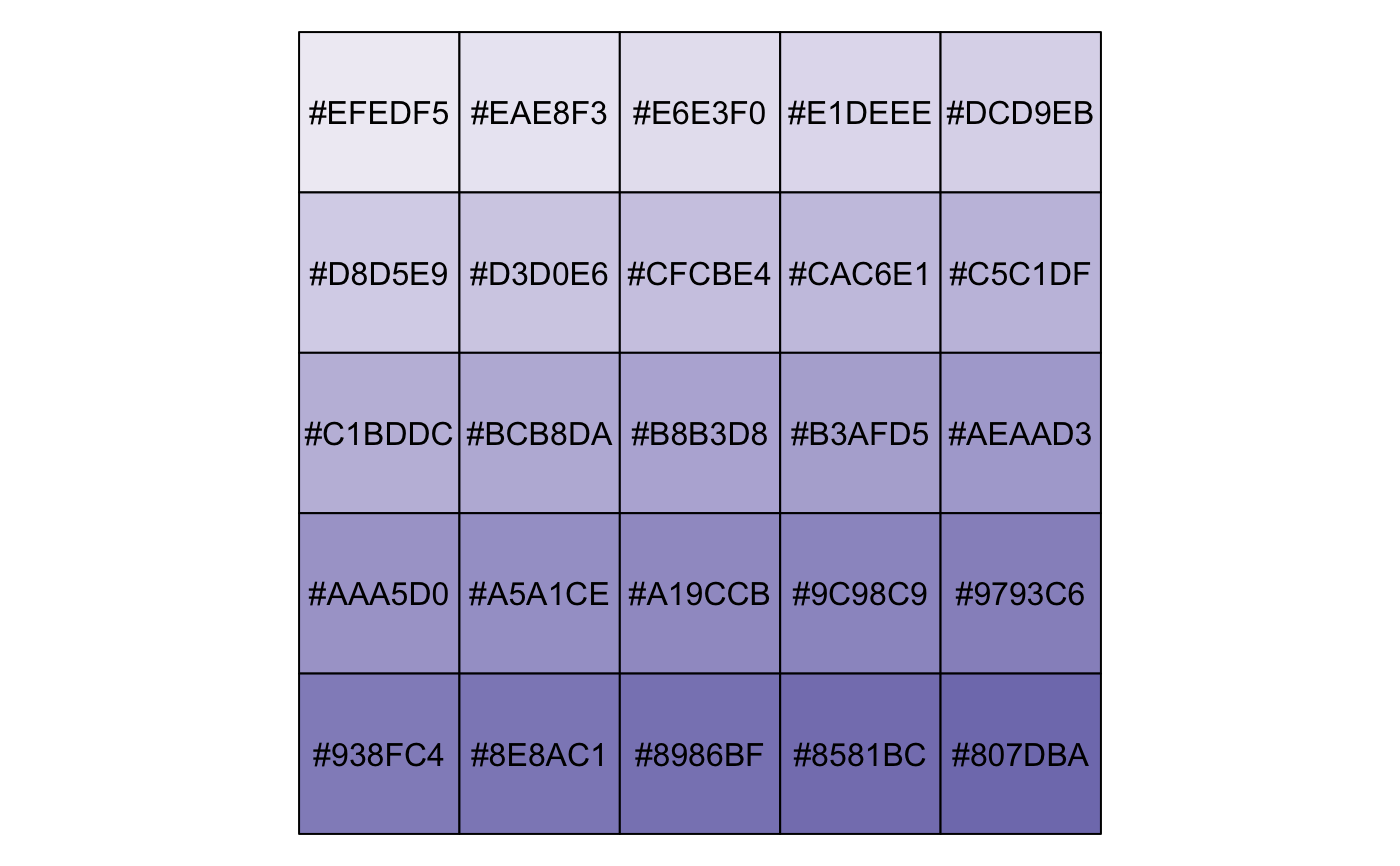 #EFEDF5 #EAE8F3 #E6E3F0 #E1DEEE #DCD9EB
#D8D5E9 #D3D0E6 #CFCBE4 #CAC6E1 #C5C1DF
#C1BDDC #BCB8DA #B8B3D8 #B3AFD5 #AEAAD3
#AAA5D0 #A5A1CE #A19CCB #9C98C9 #9793C6
#938FC4 #8E8AC1 #8986BF #8581BC #807DBA